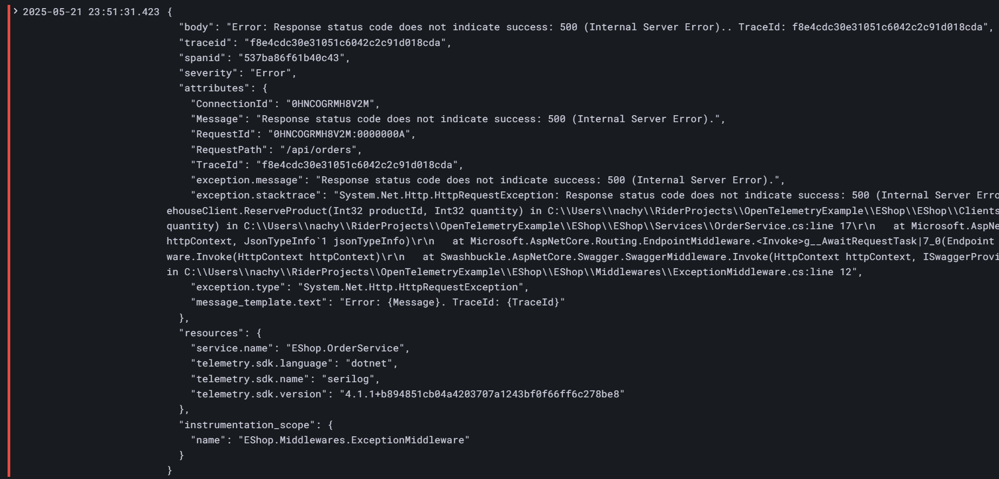 2025-05-21 23:51:31.423 {
"body": "Error: Response status code does not indicate success: 500 (Internal Server Error).. TraceId: f8e4cdc30e31051c6042c2c91d018cda",
"traceid": "f8e4cdc30e31051c6042c2c91d018cda",
"spanid": "537ba86f61b40c43",
"severity": "Error",
"attributes": {
"ConnectionId": "0HNCOGRMH8V2M",
"Message": "Response status code does not indicate success: 500 (Internal Server Error).",
"RequestId": "0HNCOGRMH8V2M:0000000A",
"RequestPath": "/api/orders",
"TraceId": "f8e4cdc30e31051c6042c2c91d018cda",
"exception.message": "Response status code does not indicate success: 500 (Internal Server Error).",
"exception.stacktrace": "System.Net.Http.HttpRequestException: Response status code does not indicate success: 500 (Internal Server Erro
ehouseClient.ReserveProduct(Int32 productId, Int32 quantity) in C:\\Users\\nachy\\RiderProjects\\OpenTelemetryExample\\EShop\\EShop\\Clients
quantity) in C:\\Users\\nachy\\RiderProjects\\OpenTelemetryExample\\EShop\\EShop\\Services\\OrderService.cs:line 17\r\n   at Microsoft.AspNe
httpContext, JsonTypeInfo`1 jsonTypeInfo)\r\n   at Microsoft.AspNetCore.Routing.EndpointMiddleware.<Invoke>g__AwaitRequestTask|7_0(Endpoint
ware.Invoke(HttpContext httpContext)\r\n   at Swashbuckle.AspNetCore.Swagger.SwaggerMiddleware.Invoke(HttpContext httpContext, ISwaggerProvi
in C:\\Users\\nachy\\RiderProjects\\OpenTelemetryExample\\EShop\\EShop\\Middlewares\\ExceptionMiddleware.cs:line 12",
"exception.type": "System.Net.Http.HttpRequestException",
"message_template.text": "Error: {Message}. TraceId: {TraceId}"
},
"resources": {
"service.name": "EShop.OrderService",
"telemetry.sdk.language": "dotnet",
"telemetry.sdk.name": "serilog",
"telemetry.sdk.version": "4.1.1+b894851cb04a4203707a1243bf0f66ff6c278be8"
},
"instrumentation_scope": {
"name": "EShop.Middlewares.ExceptionMiddleware"
}
}